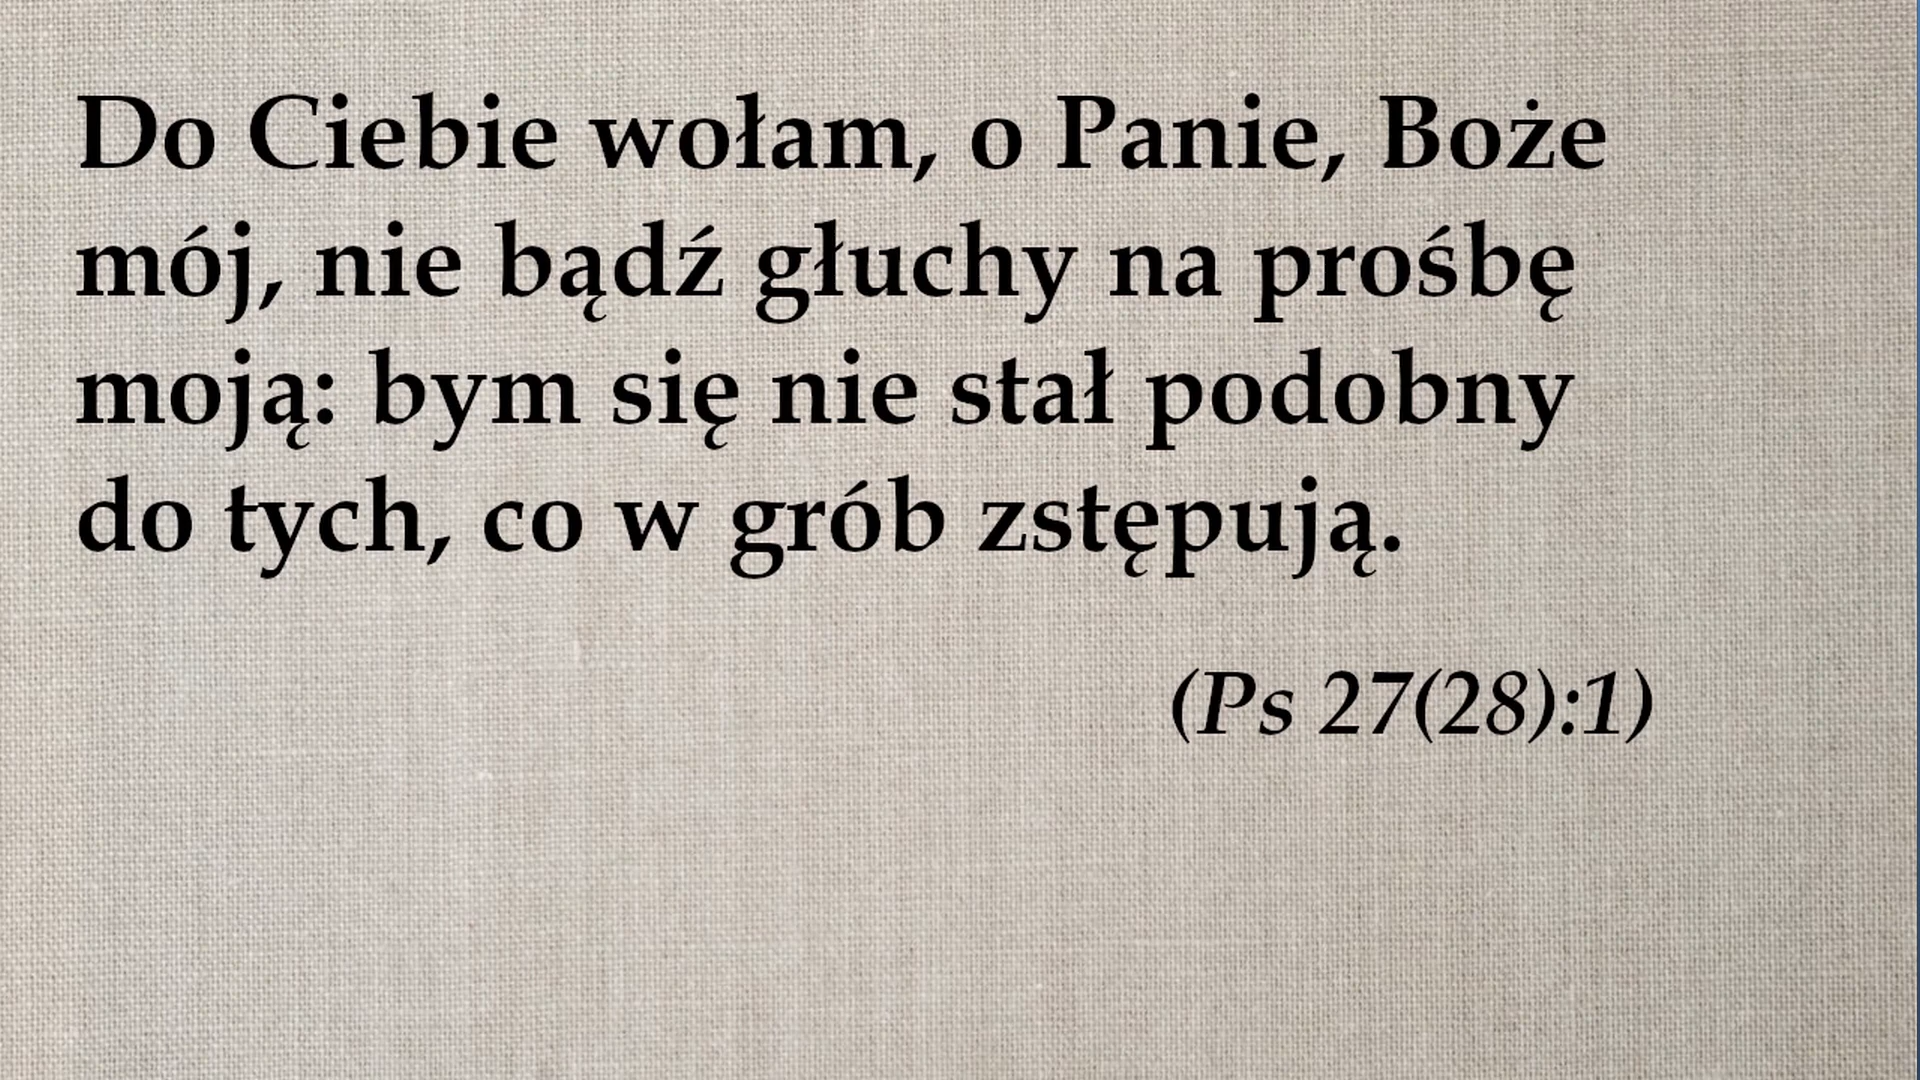 Do Ciebie wołam, o Panie, Boże
mój, nie bądź głuchy na prośbę
moją: bym się nie stał podobny
do tych, co w grób zstępują.
(Ps 27(28):1)